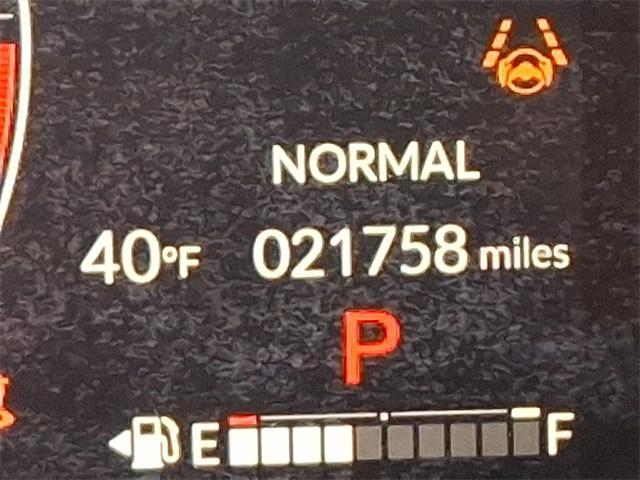 NORMAL
40°F 021758 miles
P
E F